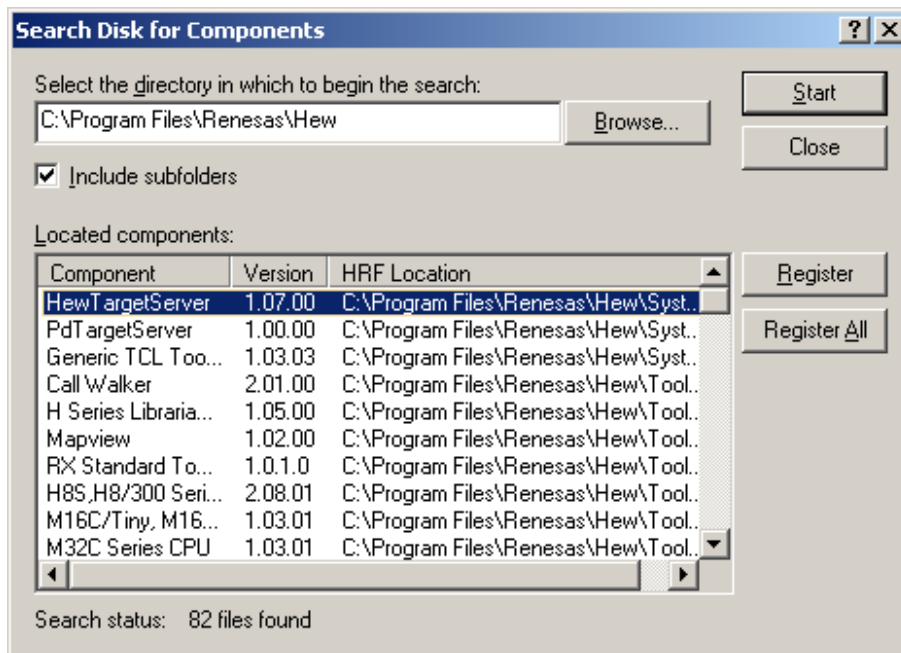 Search Disk for Components
Select the directory in which to begin the search:
C:\Program Files\Renesas\Hew
Browse...
Start
Close
Include subfolders
Located components:
Component Version HRF Location
HewTargetServer 1.07.00 C:\Program Files\Renesas\Hew\Syst..
PdTargetServer 1.00.00 C:\Program Files\Renesas\Hew\Syst..
Generic TCL Too... 1.03.03 C:\Program Files\Renesas\Hew\Syst..
Call Walker 2.01.00 C:\Program Files\Renesas\Hew\Tool..
H Series Libraria... 1.05.00 C:\Program Files\Renesas\Hew\Tool..
Mapview 1.02.00 C:\Program Files\Renesas\Hew\Tool..
RX Standard To... 1.0.1.0 C:\Program Files\Renesas\Hew\Tool..
H8S,H8/300 Seri... 2.08.01 C:\Program Files\Renesas\Hew\Tool..
M16C/Tiny, M16... 1.03.01 C:\Program Files\Renesas\Hew\Tool..
M32C Series CPU 1.03.01 C:\Program Files\Renesas\Hew\Tool..
Register
Register All
Search status: 82 files found